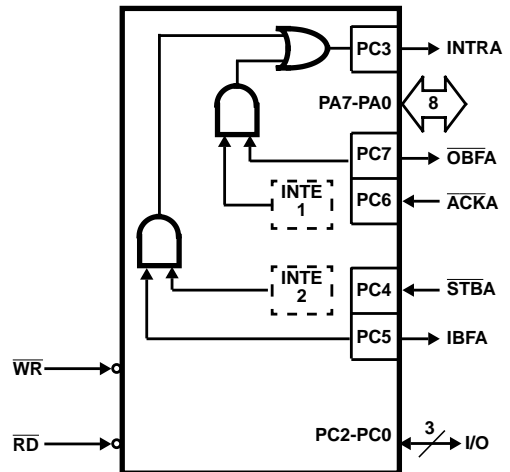 PC3 INTRA
PA7-PA0 8
PC7 OBFA
INTE
1
PC6 ACKA
INTE
2
PC4 STBA
PC5 IBFA
WR
RD
PC2-PC0 3 I/O